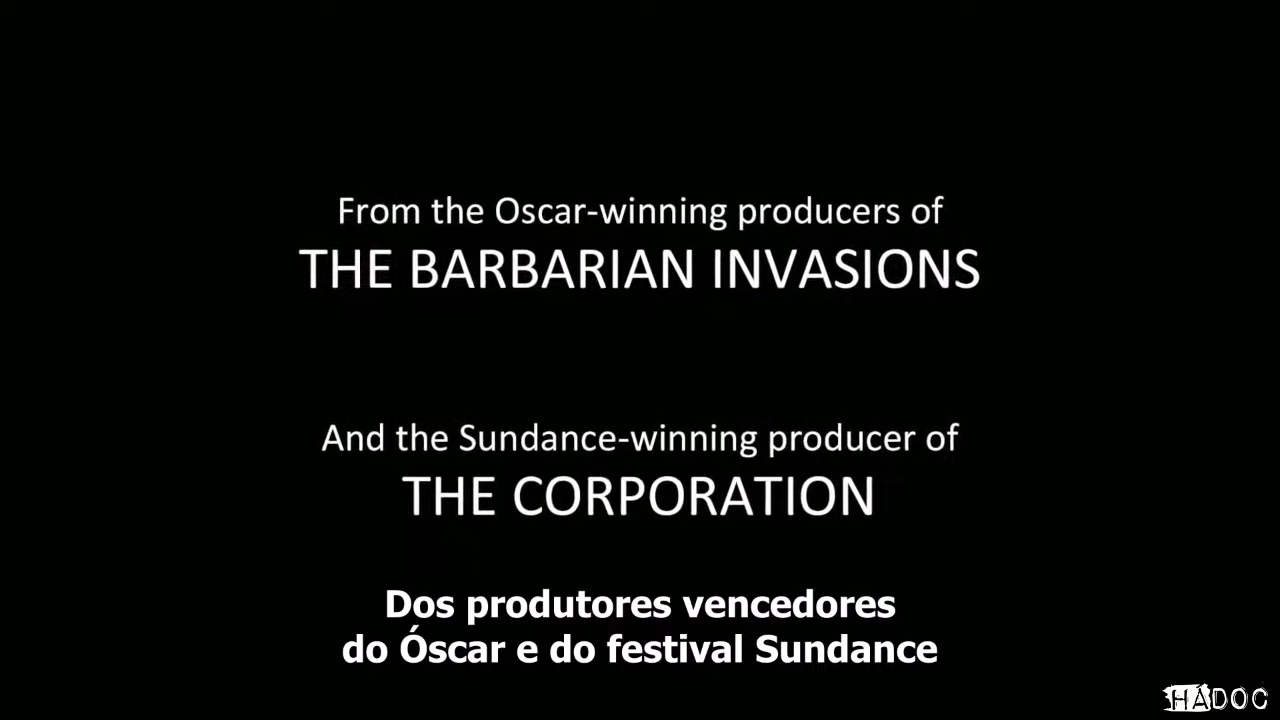 From the Oscar-winning producers of
THE BARBARIAN INVASIONS
And the Sundance-winning producer of
THE CORPORATION
Dos produtores vencedores
do Óscar e do festival Sundance
HÁDOC